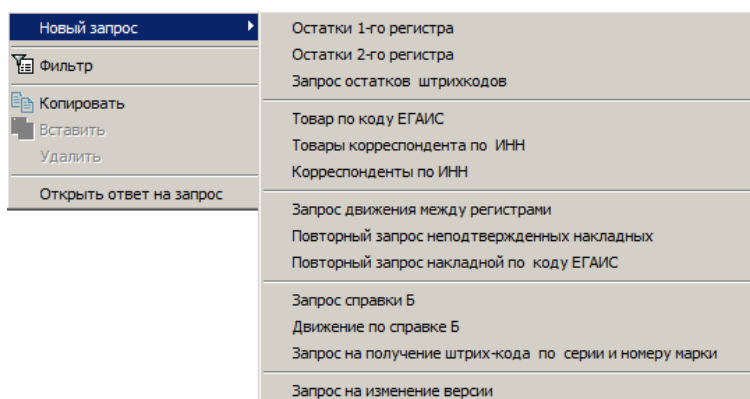 Новый запрос
Фильтр
Копировать
Вставить
Удалить
Открыть ответ на запрос
Остатки 1-го регистра
Остатки 2-го регистра
Запрос остатков штрихкодов
Товар по коду ЕГАИС
Товары корреспондента по ИНН
Корреспонденты по ИНН
Запрос движения между регистрами
Повторный запрос неподтвержденных накладных
Повторный запрос накладной по коду ЕГАИС
Запрос справки Б
Движение по справке Б
Запрос на получение штрих-кода по серии и номеру марки
Запрос на изменение версии